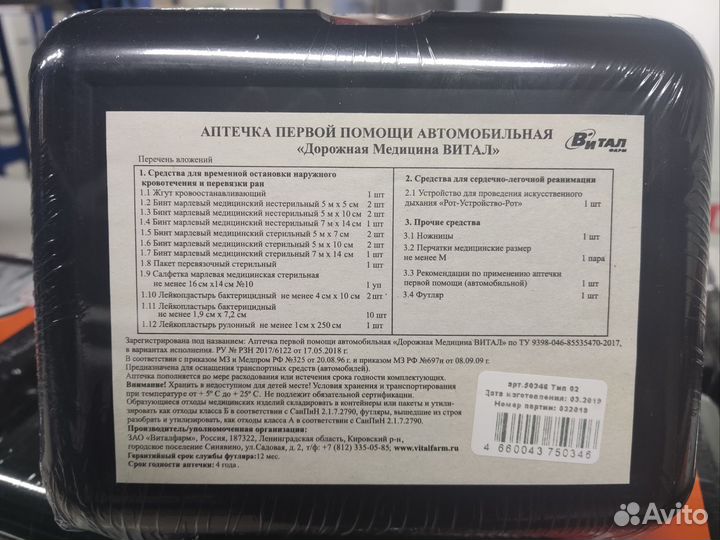 АПТЕЧКА ПЕРВОЙ ПОМОЩИ АВТОМОБИЛЬНАЯ
«Дорожная Медицина ВИТАЛ»
ВИТАЛ
ФАРМ
Перечень вложений
1. Средства для временной остановки наружного
кровотечения и перевязки ран
1.1 Жгут кровоостанавливающий 1 шт
1.2 Бинт марлевый медицинский нестерильный 5 м х 5 см 2 шт
1.3 Бинт марлевый медицинский нестерильный 5 м х 10 см 2 шт
1.4 Бинт марлевый медицинский нестерильный 7 м х 14 см 1 шт
1.5 Бинт марлевый медицинский стерильный 5 м х 7 см 2 шт
1.6 Бинт марлевый медицинский стерильный 5 м х 10 см 2 шт
1.7 Бинт марлевый медицинский стерильный 7 м х 14 см 1 шт
1.8 Пакет перевязочный стерильный 1 шт
1.9 Салфетка марлевая медицинская стерильная
не менее 16 см х14 см №10 1 уп
1.10 Лейкопластырь бактерицидный не менее 4 см х 10 см 2 шт
1.11 Лейкопластырь бактерицидный
не менее 1,9 см х 7,2 см 10 шт
1.12 Лейкопластырь рулонный не менее 1 см х 250 см 1 шт
2. Средства для сердечно-легочной реанимации
2.1 Устройство для проведения искусственного
дыхания «Рот-Устройство-Рот» 1 шт
3. Прочие средства
3.1 Ножницы 1 шт
3.2 Перчатки медицинские размер
не менее М 1 пара
3.3 Рекомендации по применению аптечки
первой помощи (автомобильной) 1 шт
3.4 Футляр 1 шт
Зарегистрирована под названием: Аптечка первой помощи автомобильная «Дорожная Медицина ВИТАЛ» по ТУ 9398-046-85535470-2017,
в вариантах исполнения. РУ № РЗН 2017/6122 от 17.05.2018 г.
В соответствии с приказом МЗ и Медпром РФ №325 от 20.08.96 г. и приказом МЗ РФ №697н от 08.09.09 г.
Предназначена для оснащения транспортных средств (автомобилей).
Аптечка пополняется по мере расходования или истечения срока годности комплектующих.
Внимание! Хранить в недоступном для детей месте! Условия хранения и транспортирования
при температуре от + 5° С до + 25° С. Не подлежит обязательной сертификации.
Образующиеся отходы медицинских изделий складировать в контейнеры или пакеты и утили-
зировать как отходы класса Б в соответствии с СанПиН 2.1.7.2790, футляры, вышедшие из строя
разобрать и утилизировать, как отходы класса А в соответствии с СанПиН 2.1.7.2790.
Производитель/уполномоченная организация:
ЗАО «Виталфарм», Россия, 187322, Ленинградская область, Кировский р-н,
городское поселение Синявино, ул.Садовая, д. 2, т/ф: +7 (812) 335-05-85; www.vitalfarm.ru
Гарантийный срок службы футляра:12 мес.
Срок годности аптечки: 4 года.
арт.50346 Тип 02
Дата изготовления: 03.2019
Номер партии: 032019
4 660043 750346
Avito